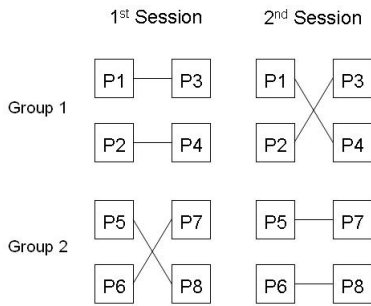 1st Session 2nd Session
P1 P3 P1 P3
Group 1
P2 P4 P2 P4
P5 P7 P5 P7
Group 2
P6 P8 P6 P8